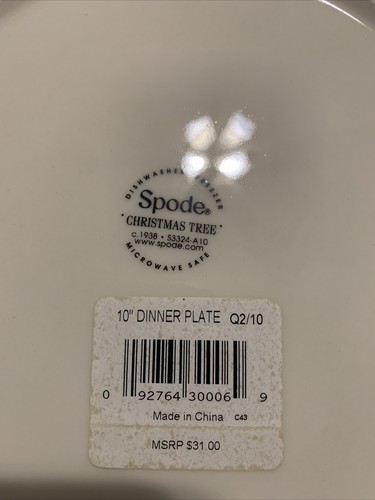 DISHWASHER FREEZER
Spode®
· CHRISTMAS TREE ·
c.1938 · S3324-A10
www.spode.com
MICROWAVE SAFE
10" DINNER PLATE Q2/10
0 92764 30006 9
Made in China C43
MSRP $31.00